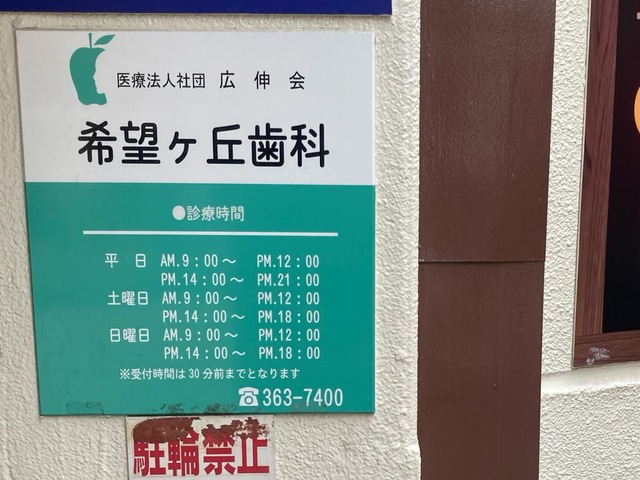 医療法人社団 広伸会
希望ヶ丘歯科
●診療時間
平 日 AM.9:00～ PM.12:00
PM.14:00～ PM.21:00
土曜日 AM.9:00～ PM.12:00
PM.14:00～ PM.18:00
日曜日 AM.9:00～ PM.12:00
PM.14:00～ PM.18:00
※受付時間は30分前までとなります
☎363-7400
駐輪禁止